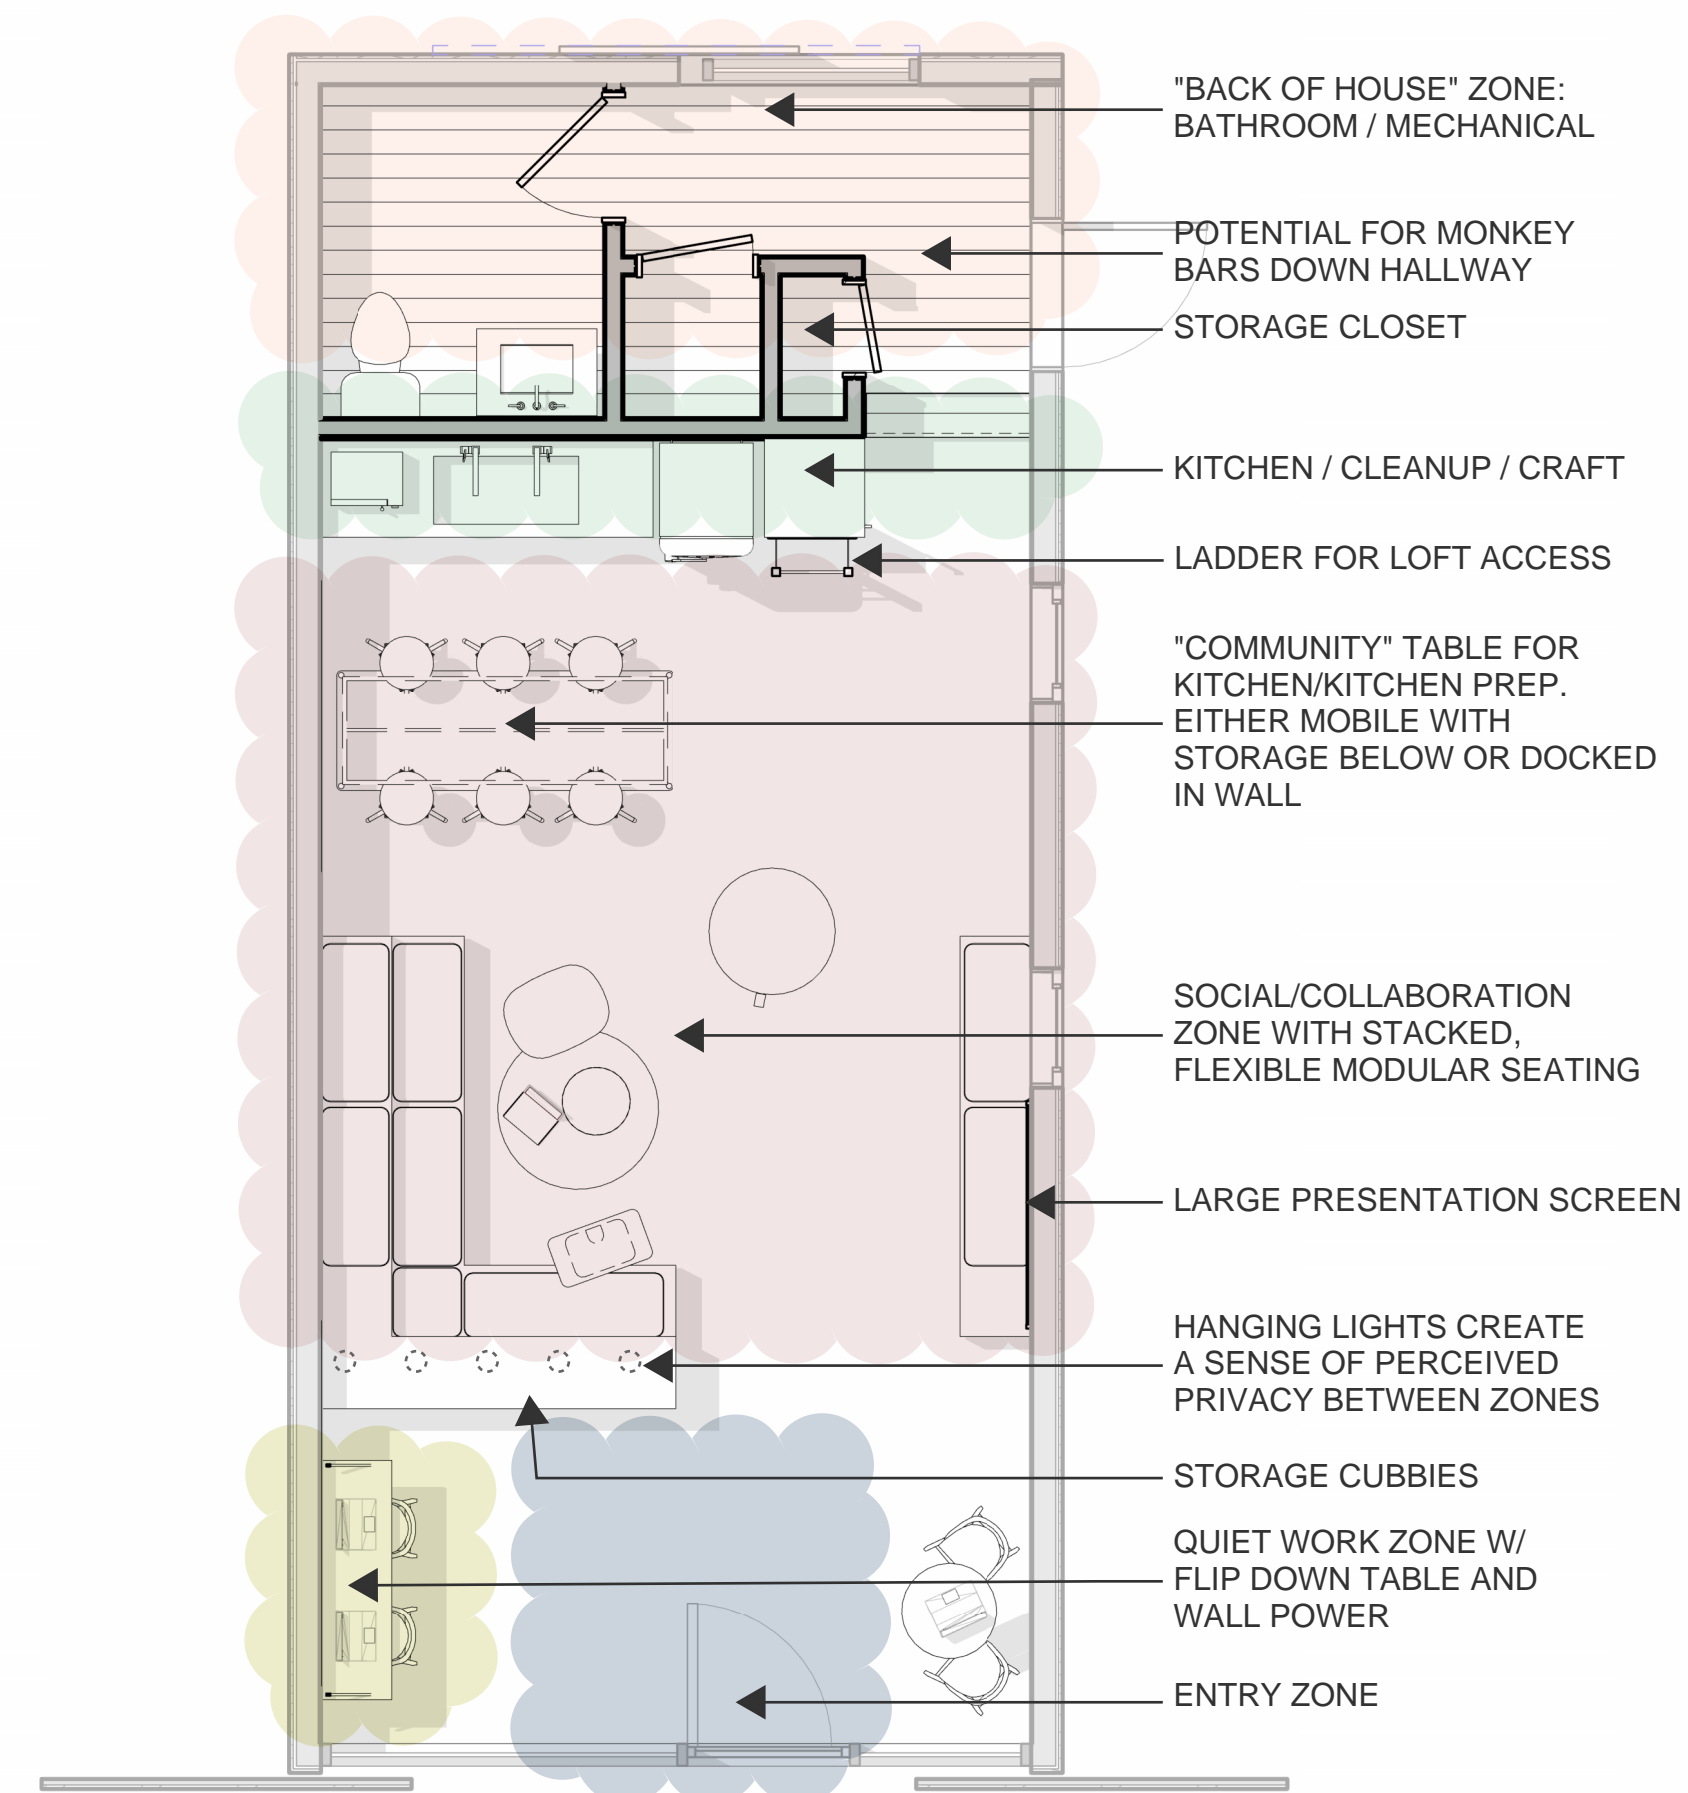 "BACK OF HOUSE" ZONE:
BATHROOM / MECHANICAL
POTENTIAL FOR MONKEY
BARS DOWN HALLWAY
STORAGE CLOSET
KITCHEN / CLEANUP / CRAFT
LADDER FOR LOFT ACCESS
"COMMUNITY" TABLE FOR
KITCHEN/KITCHEN PREP.
EITHER MOBILE WITH
STORAGE BELOW OR DOCKED
IN WALL
SOCIAL/COLLABORATION
ZONE WITH STACKED,
FLEXIBLE MODULAR SEATING
LARGE PRESENTATION SCREEN
HANGING LIGHTS CREATE
A SENSE OF PERCEIVED
PRIVACY BETWEEN ZONES
STORAGE CUBBIES
QUIET WORK ZONE W/
FLIP DOWN TABLE AND
WALL POWER
ENTRY ZONE